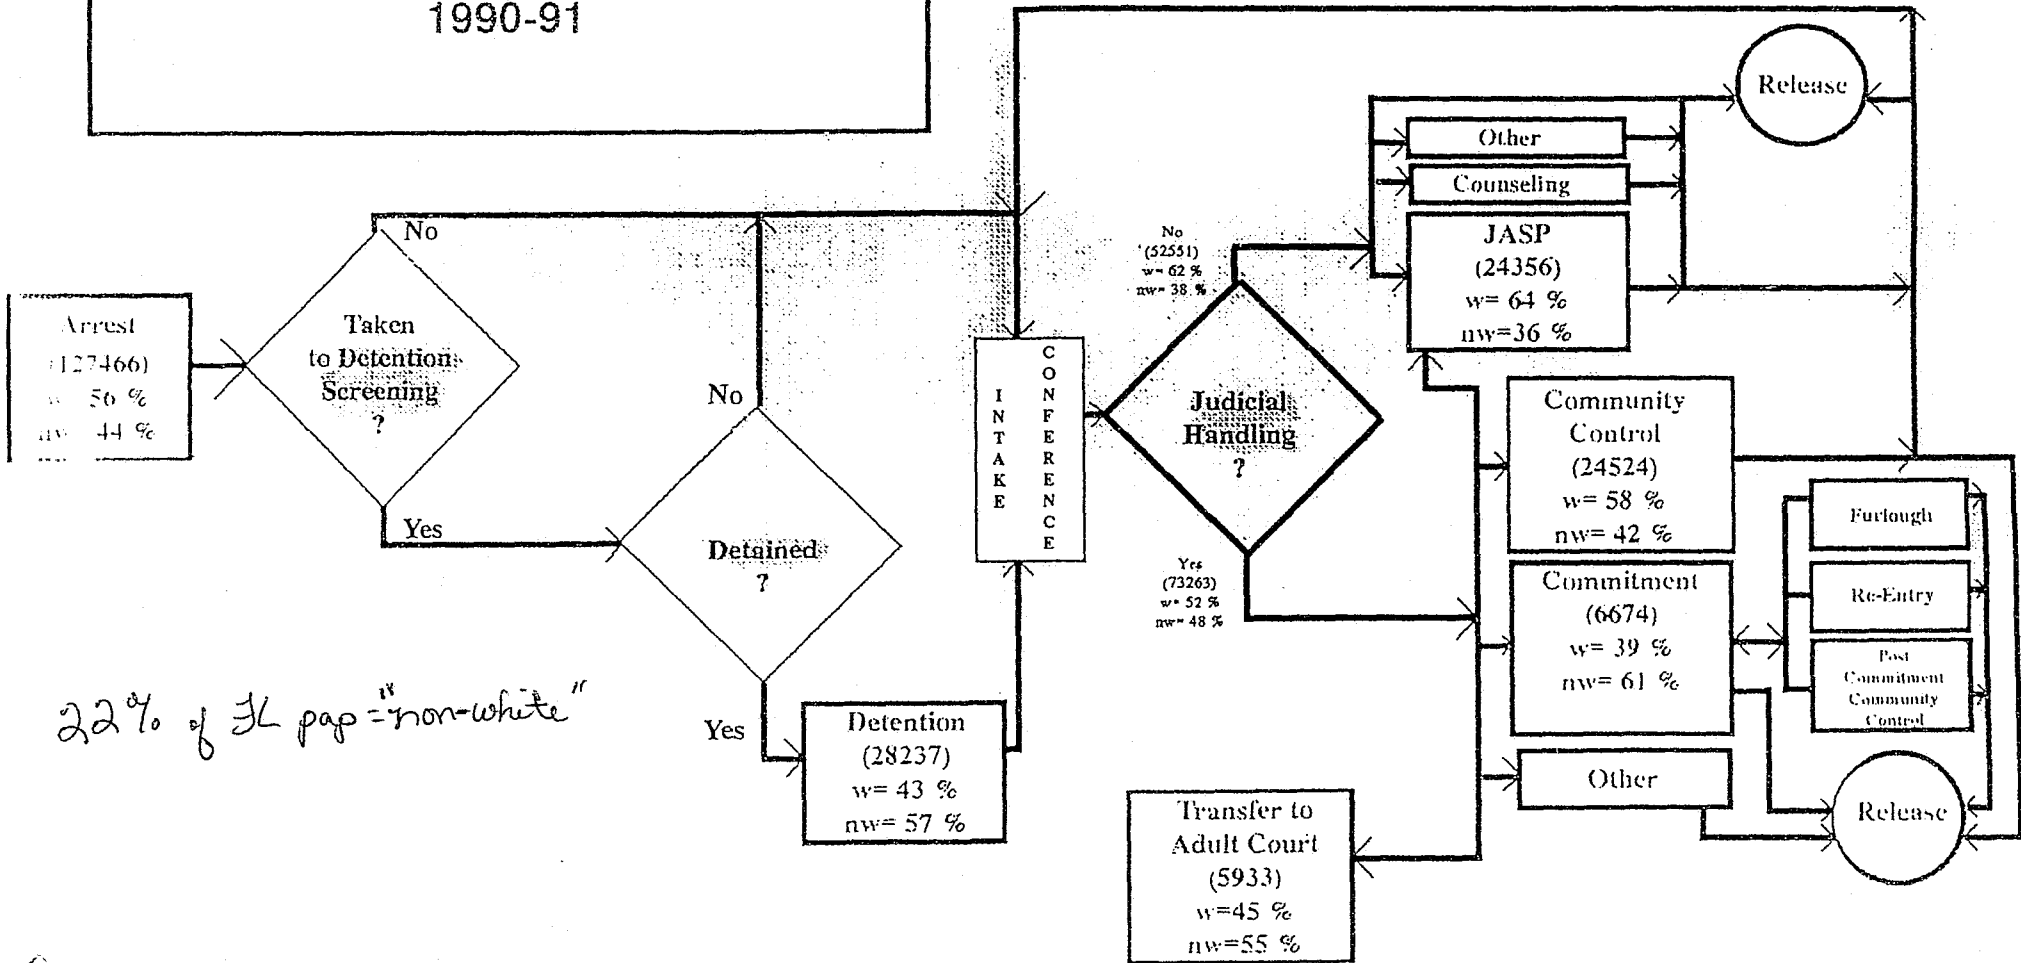 1990-91
Release
Other
Counseling
JASP
(24356)
w= 64 %
nw=36 %
No
No
(52551)
w= 62 %
nw= 38 %
Arrest
(127466)
w 56 %
nw 44 %
Taken
to Detention
Screening
?
Yes
No
Detained
?
Yes
INTAKE
CONFERENCE
Judicial
Handling
?
Yes
(73263)
w= 52 %
nw= 48 %
Community
Control
(24524)
w= 58 %
nw= 42 %
Commitment
(6674)
w= 39 %
nw= 61 %
Furlough
Re-Entry
Post
Commitment
Community
Control
Other
Release
Detention
(28237)
w= 43 %
nw= 57 %
Transfer to
Adult Court
(5933)
w=45 %
nw=55 %
22% of FL pop = "non-white"